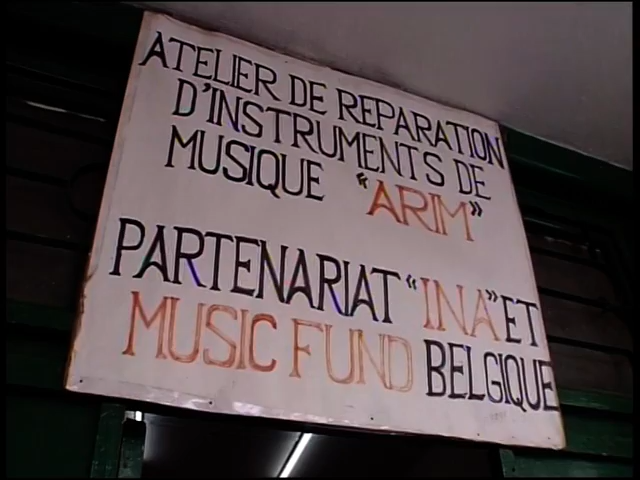 ATELIER DE REPARATION
D'INSTRUMENTS DE
MUSIQUE "ARIM"
PARTENARIAT "INA" ET
MUSIC FUND BELGIQUE